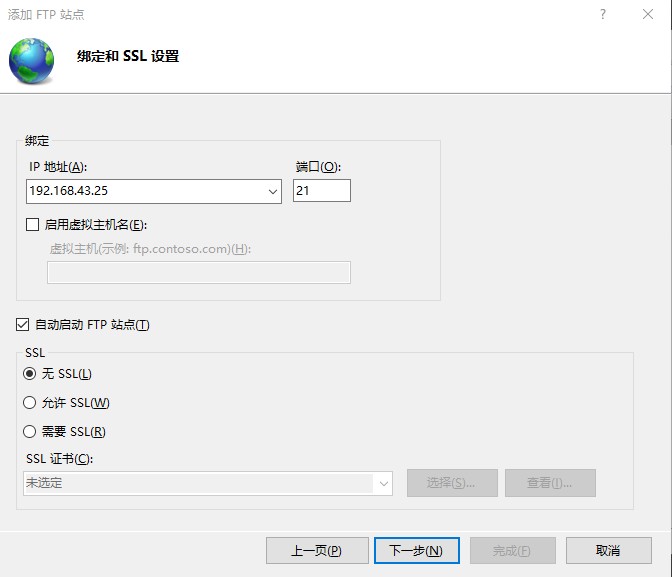 添加 FTP 站点
?
绑定和 SSL 设置
绑定
IP 地址(A): 端口(O):
192.168.43.25 21
启用虚拟主机名(E):
虚拟主机(示例: ftp.contoso.com)(H):
自动启动 FTP 站点(T)
SSL
无 SSL(L)
允许 SSL(W)
需要 SSL(R)
SSL 证书(C):
未选定 选择(S)... 查看(I)...
上一页(P) 下一步(N) 完成(F) 取消